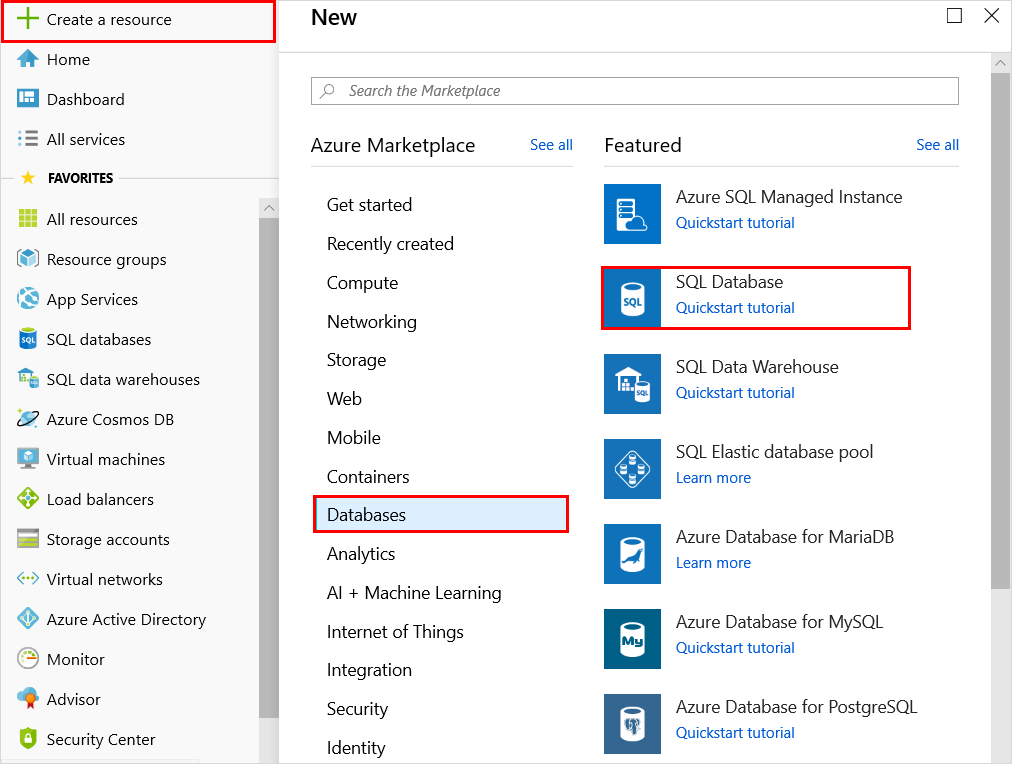 Create a resource
Home
Dashboard
All services
FAVORITES
All resources
Resource groups
App Services
SQL
SQL databases
SQL data warehouses
Azure Cosmos DB
Virtual machines
Load balancers
Storage accounts
Virtual networks
Azure Active Directory
Monitor
Advisor
Security Center
New
Search the Marketplace
Azure Marketplace
See all
Get started
Recently created
Compute
Networking
Storage
Web
Mobile
Containers
Databases
Analytics
AI + Machine Learning
Internet of Things
Integration
Security
Identity
Featured
See all
Azure SQL Managed Instance
Quickstart tutorial
SQL
SQL Database
Quickstart tutorial
SQL
SQL Data Warehouse
Quickstart tutorial
SQL Elastic database pool
Learn more
Azure Database for MariaDB
Learn more
My
Azure Database for MySQL
Quickstart tutorial
Azure Database for PostgreSQL
Quickstart tutorial